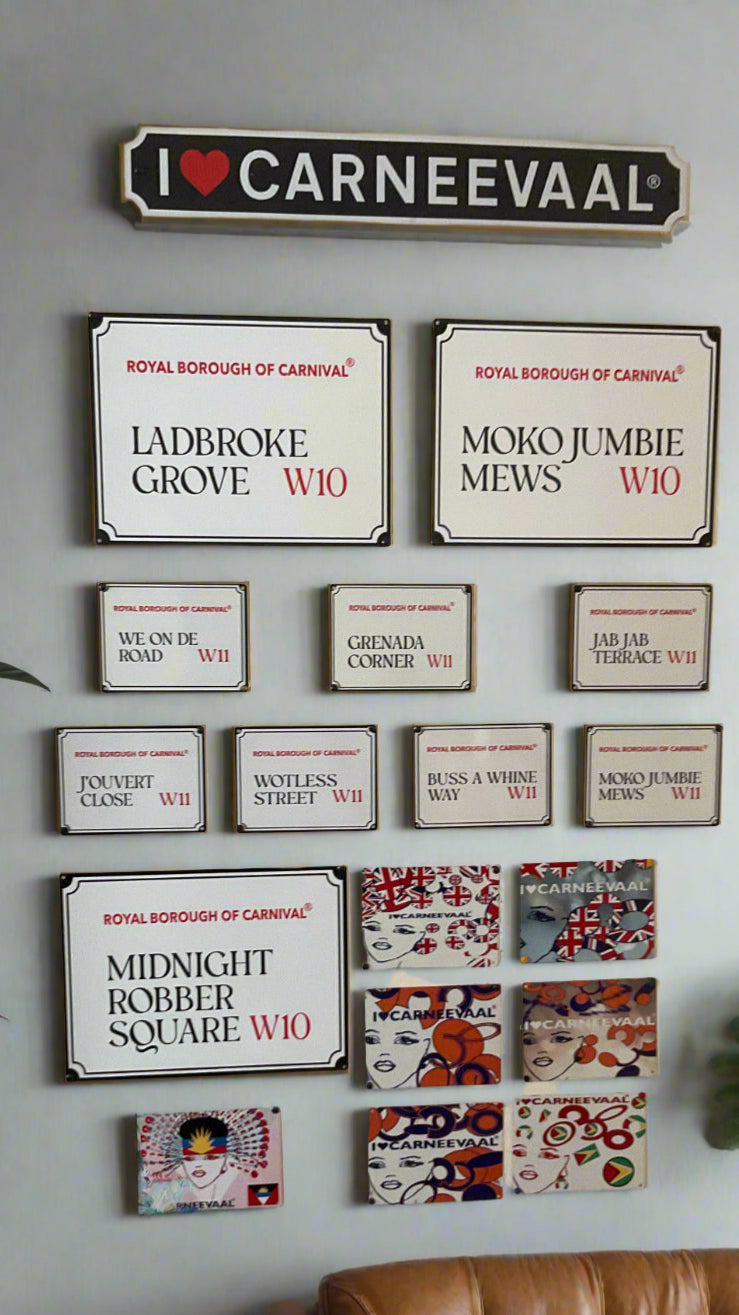 I❤CARNEEVAAL®
ROYAL BOROUGH OF CARNIVAL®
LADBROKE
GROVE W10
ROYAL BOROUGH OF CARNIVAL®
MOKO JUMBIE
MEWS W10
ROYAL BOROUGH OF CARNIVAL®
WE ON DE
ROAD W11
ROYAL BOROUGH OF CARNIVAL®
GRENADA
CORNER W11
ROYAL BOROUGH OF CARNIVAL®
JAB JAB
TERRACE W11
ROYAL BOROUGH OF CARNIVAL®
J'OUVERT
CLOSE W11
ROYAL BOROUGH OF CARNIVAL®
WOTLESS
STREET W11
ROYAL BOROUGH OF CARNIVAL®
BUSS A WHINE
WAY W11
ROYAL BOROUGH OF CARNIVAL®
MOKO JUMBIE
MEWS W11
ROYAL BOROUGH OF CARNIVAL®
MIDNIGHT
ROBBER
SQUARE W10
I❤CARNEEVAAL®
I❤CARNEEVAAL®
I❤CARNEEVAAL®
I❤CARNEEVAAL
I❤CARNEEVAAL®
I❤CARNEEVAAL®
RNEEVAAL®